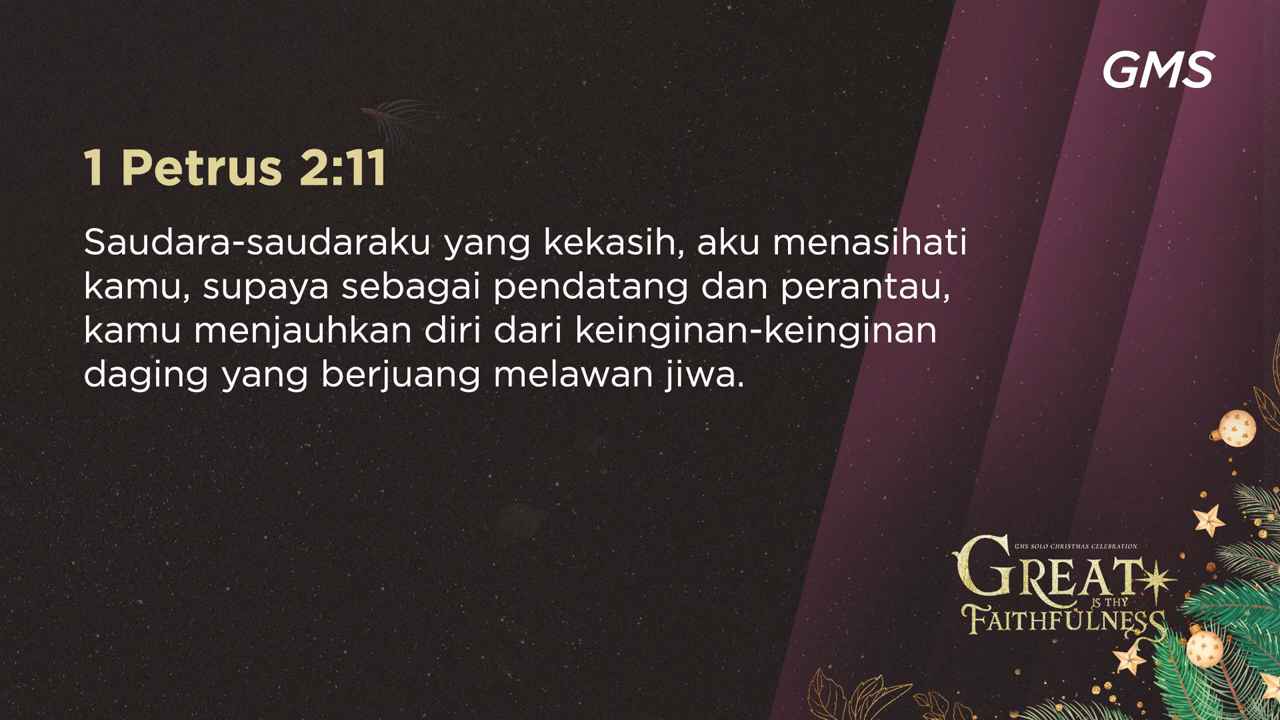 GMS
1 Petrus 2:11
Saudara-saudaraku yang kekasih, aku menasihati
kamu, supaya sebagai pendatang dan perantau,
kamu menjauhkan diri dari keinginan-keinginan
daging yang berjuang melawan jiwa.
GMS SOLO CHRISTMAS CELEBRATION
GREAT
IS THY
FAITHFULNESS